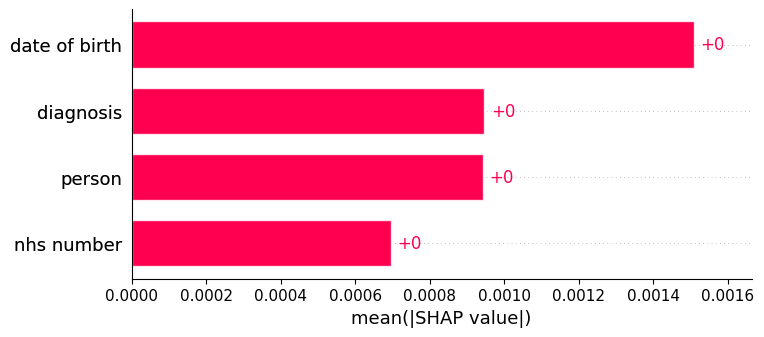 date of birth +0
diagnosis +0
person +0
nhs number +0
0.0000 0.0002 0.0004 0.0006 0.0008 0.0010 0.0012 0.0014 0.0016
mean(|SHAP value|)